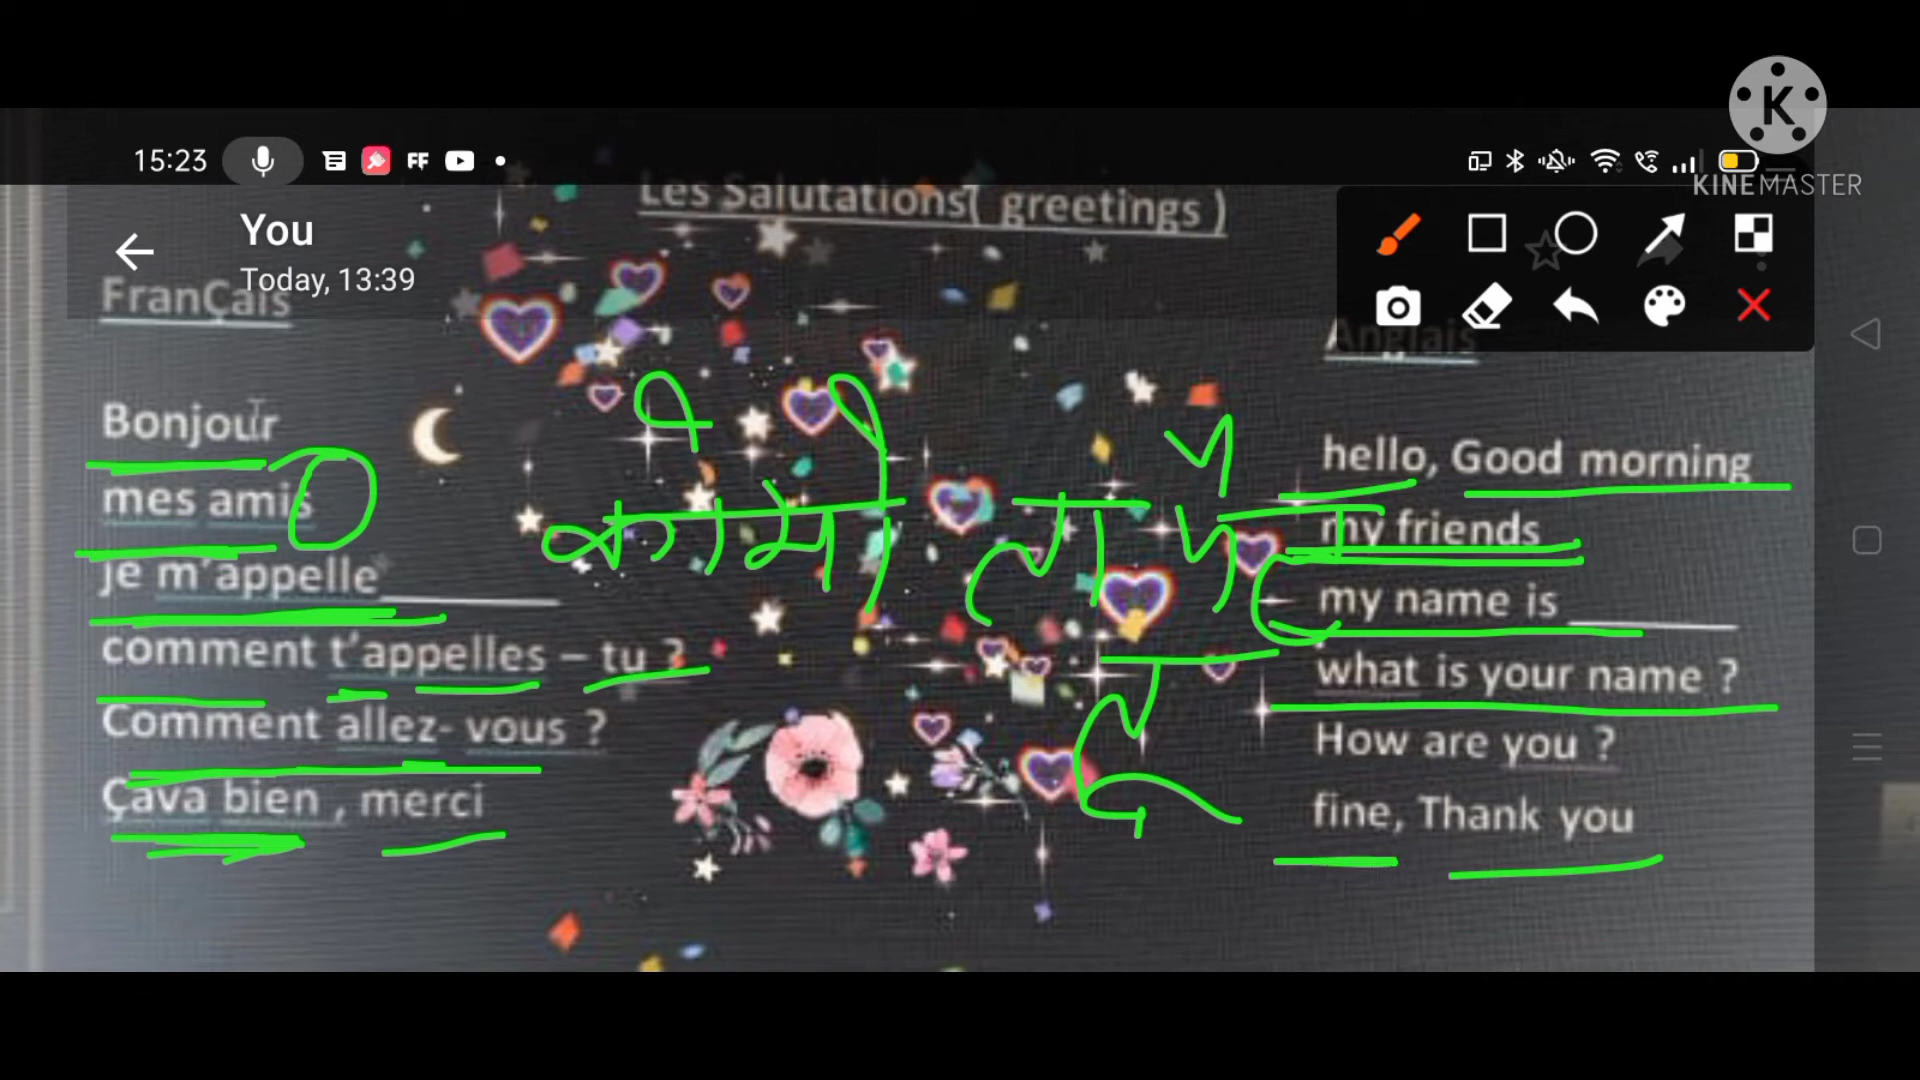 KINEMASTER
15:23
Les Salutations( greetings )
You
Today, 13:39
FranÇais
Anglais
Bonjour
mes amis
je m’appelle__________
comment t’appelles – tu ?
Comment allez- vous ?
Çava bien , merci
hello, Good morning
my friends
my name is __________
what is your name ?
How are you ?
fine, Thank you